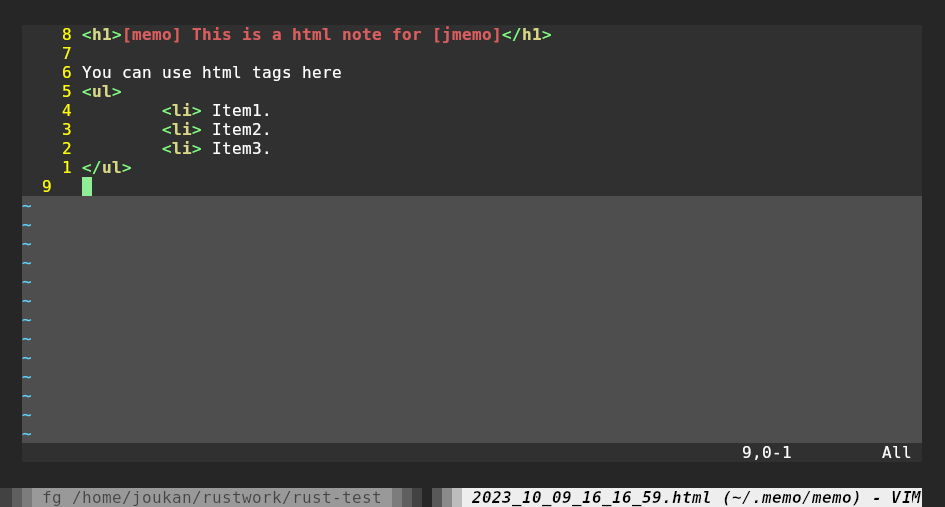 8 <h1>[memo] This is a html note for [jmemo]</h1>
7
6 You can use html tags here
5 <ul>
4         <li> Item1.
3         <li> Item2.
2         <li> Item3.
1 </ul>
9
~
~
~
~
~
~
~
~
~
~
~
~
~
9,0-1 All
fg /home/joukan/rustwork/rust-test 2023_10_09_16_16_59.html (~/.memo/memo) - VIM